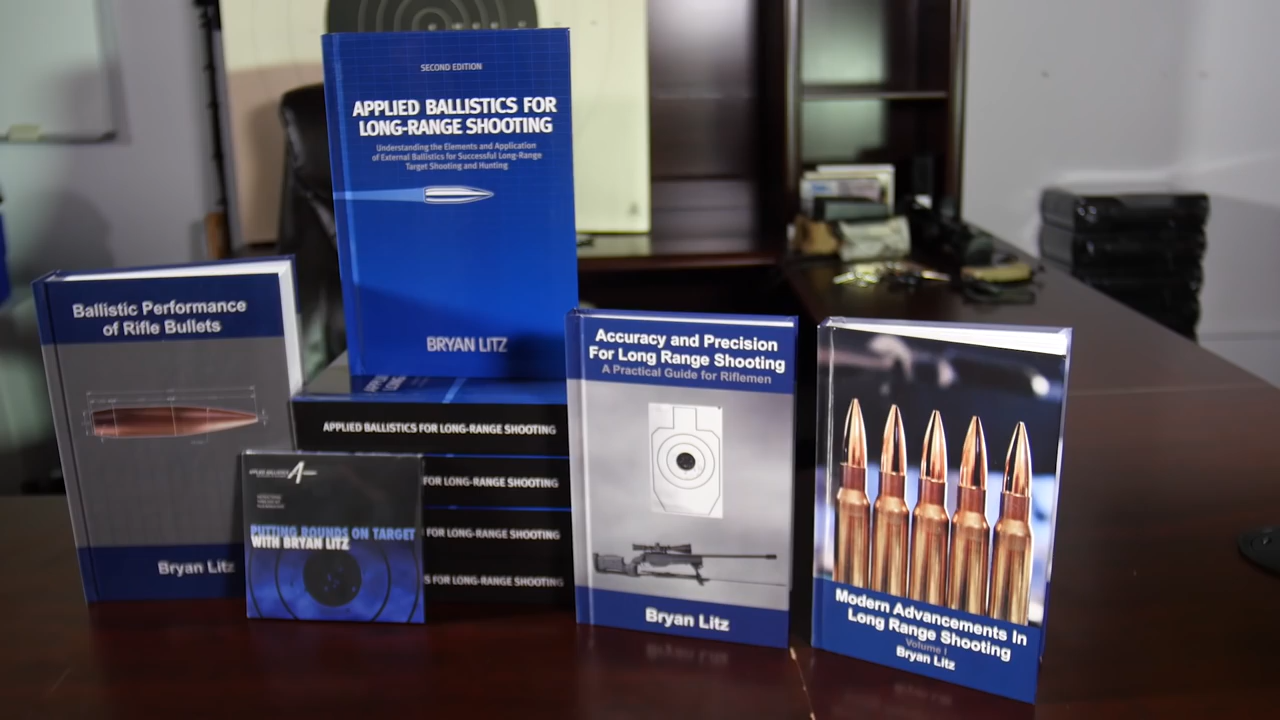 SECOND EDITION
APPLIED BALLISTICS FOR
LONG-RANGE SHOOTING
Understanding the Elements and Application
of External Ballistics for Successful Long-Range
Target Shooting and Hunting
BRYAN LITZ
Ballistic Performance
of Rifle Bullets
Bryan Litz
APPLIED BALLISTICS FOR LONG-RANGE SHOOTING
FOR LONG-RANGE SHOOTING
FOR LONG-RANGE SHOOTING
S FOR LONG-RANGE SHOOTING
APPLIED BALLISTICS
PUTTING ROUNDS ON TARGET
WITH BRYAN LITZ
Accuracy and Precision
For Long Range Shooting
A Practical Guide for Riflemen
Bryan Litz
Modern Advancements In
Long Range Shooting
Volume I
Bryan Litz